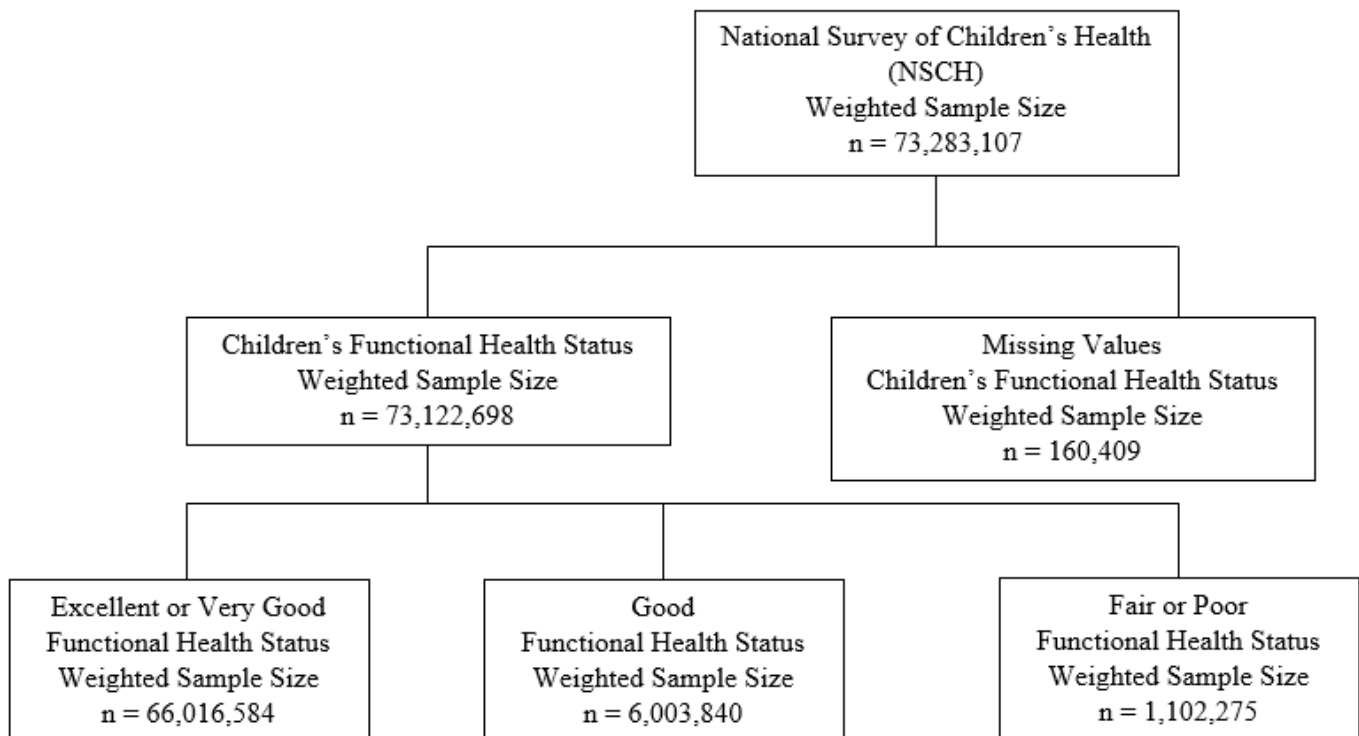 National Survey of Children’s Health
(NSCH)
Weighted Sample Size
n = 73,283,107
Children’s Functional Health Status
Weighted Sample Size
n = 73,122,698
Missing Values
Children’s Functional Health Status
Weighted Sample Size
n = 160,409
Excellent or Very Good
Functional Health Status
Weighted Sample Size
n = 66,016,584
Good
Functional Health Status
Weighted Sample Size
n = 6,003,840
Fair or Poor
Functional Health Status
Weighted Sample Size
n = 1,102,275